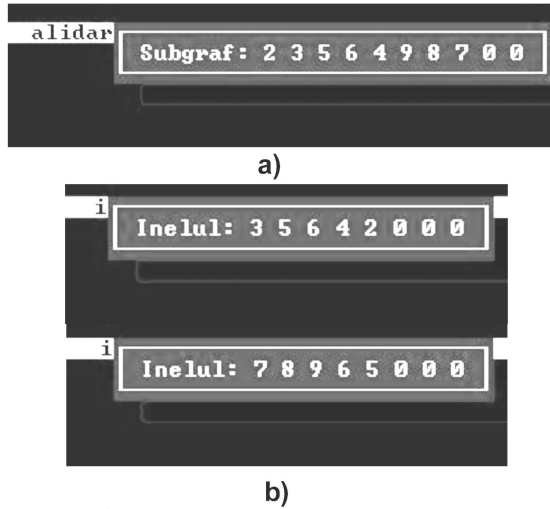 alidar
Subgraf: 2 3 5 6 4 9 8 7 0 0
a)
i
Inelul: 3 5 6 4 2 0 0 0
i
Inelul: 7 8 9 6 5 0 0 0
b)